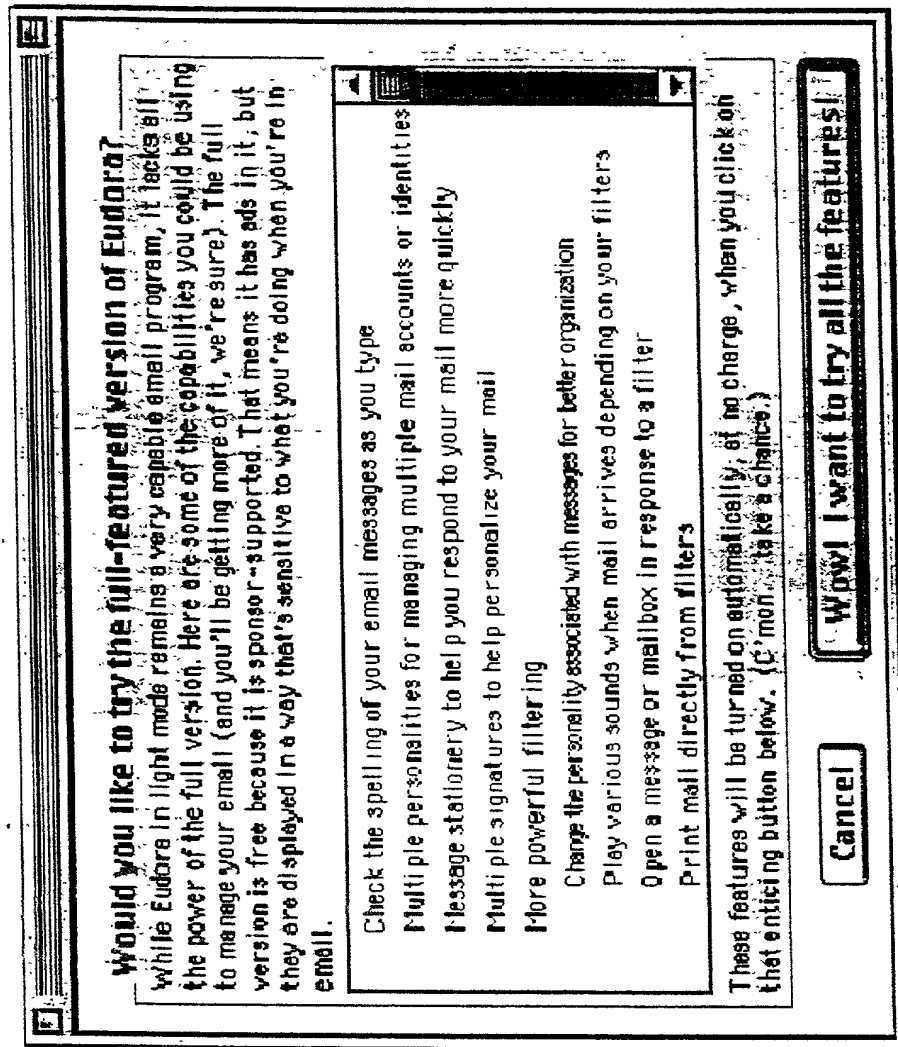 Would you like to try the full-featured version of Eudora?
While Eudora in light mode remains a very capable email program, it lacks all
the power of the full version. Here are some of the capabilities you could be using
to manage your email (and you'll be getting more of it, we're sure). The full
version is free because it is sponsor-supported. That means it has ads in it, but
they are displayed in a way that's sensitive to what you're doing when you're in
email.
Check the spelling of your email messages as you type
Multiple personalities for managing multiple mail accounts or identities
Message stationery to help you respond to your mail more quickly
Multiple signatures to help personalize your mail
More powerful filtering
Change the personality associated with messages for better organization
Play various sounds when mail arrives depending on your filters
Open a message or mailbox in response to a filter
Print mail directly from filters
These features will be turned on automatically, at no charge, when you click on
that enticing button below. (C'mon, take a chance.)
Cancel
Wow! I want to try all the features!